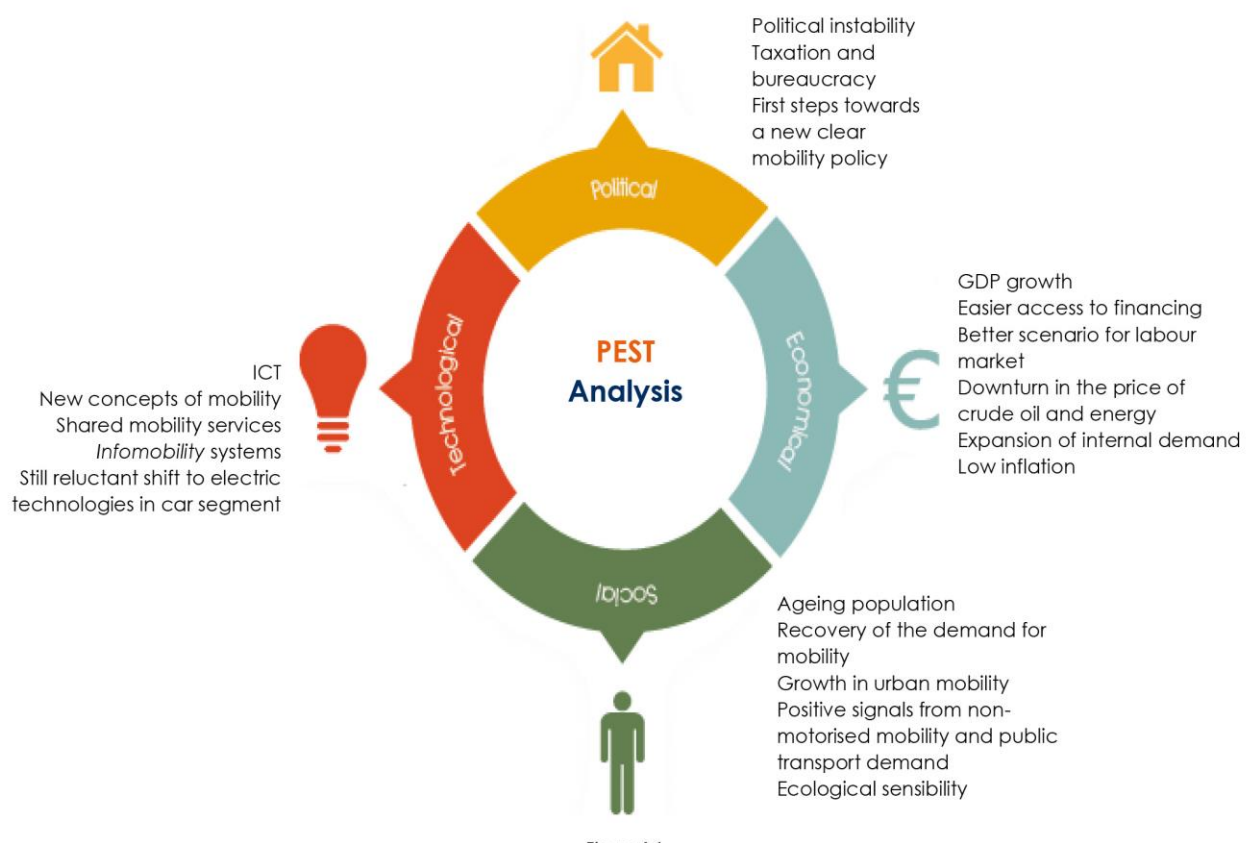 Political instability
Taxation and
bureaucracy
First steps towards
a new clear
mobility policy
Political
GDP growth
Easier access to financing
Better scenario for labour
market
Downturn in the price of
crude oil and energy
Expansion of internal demand
Low inflation
Economical
€
PEST
Analysis
Technological
ICT
New concepts of mobility
Shared mobility services
Infomobility systems
Still reluctant shift to electric
technologies in car segment
Social
Ageing population
Recovery of the demand for
mobility
Growth in urban mobility
Positive signals from non-
motorised mobility and public
transport demand
Ecological sensibility